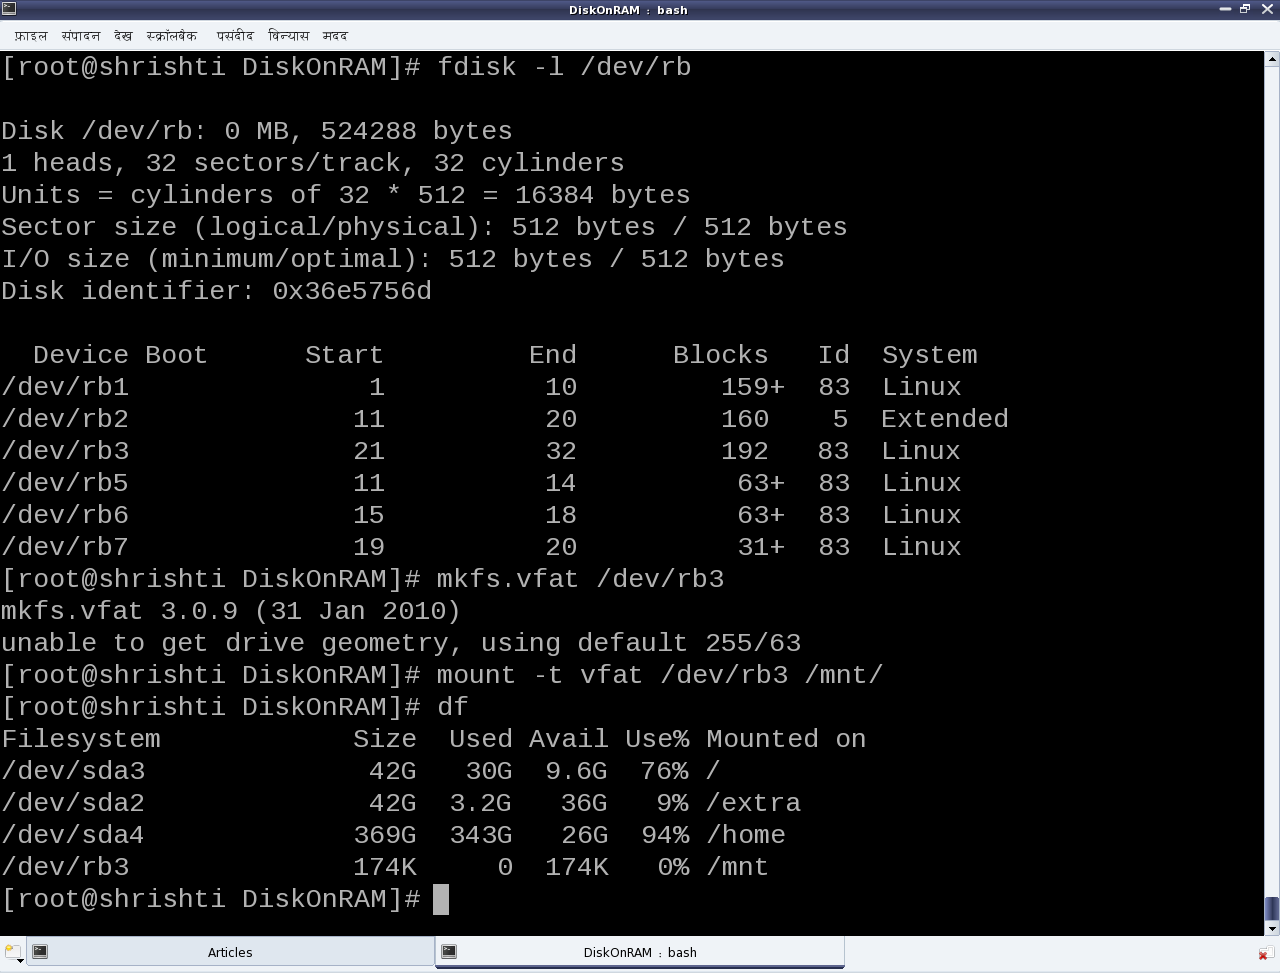 DiskOnRAM : bash
फ़ाइल संपादन देखें स्क्रॉलबैक पसंदीद विन्यास मदद
[root@shrishti DiskOnRAM]# fdisk -l /dev/rb
Disk /dev/rb: 0 MB, 524288 bytes
1 heads, 32 sectors/track, 32 cylinders
Units = cylinders of 32 * 512 = 16384 bytes
Sector size (logical/physical): 512 bytes / 512 bytes
I/O size (minimum/optimal): 512 bytes / 512 bytes
Disk identifier: 0x36e5756d
Device Boot Start End Blocks Id System
/dev/rb1 1 10 159+ 83 Linux
/dev/rb2 11 20 160 5 Extended
/dev/rb3 21 32 192 83 Linux
/dev/rb5 11 14 63+ 83 Linux
/dev/rb6 15 18 63+ 83 Linux
/dev/rb7 19 20 31+ 83 Linux
[root@shrishti DiskOnRAM]# mkfs.vfat /dev/rb3
mkfs.vfat 3.0.9 (31 Jan 2010)
unable to get drive geometry, using default 255/63
[root@shrishti DiskOnRAM]# mount -t vfat /dev/rb3 /mnt/
[root@shrishti DiskOnRAM]# df
Filesystem Size Used Avail Use% Mounted on
/dev/sda3 42G 30G 9.6G 76% /
/dev/sda2 42G 3.2G 36G 9% /extra
/dev/sda4 369G 343G 26G 94% /home
/dev/rb3 174K 0 174K 0% /mnt
[root@shrishti DiskOnRAM]#
Articles DiskOnRAM : bash